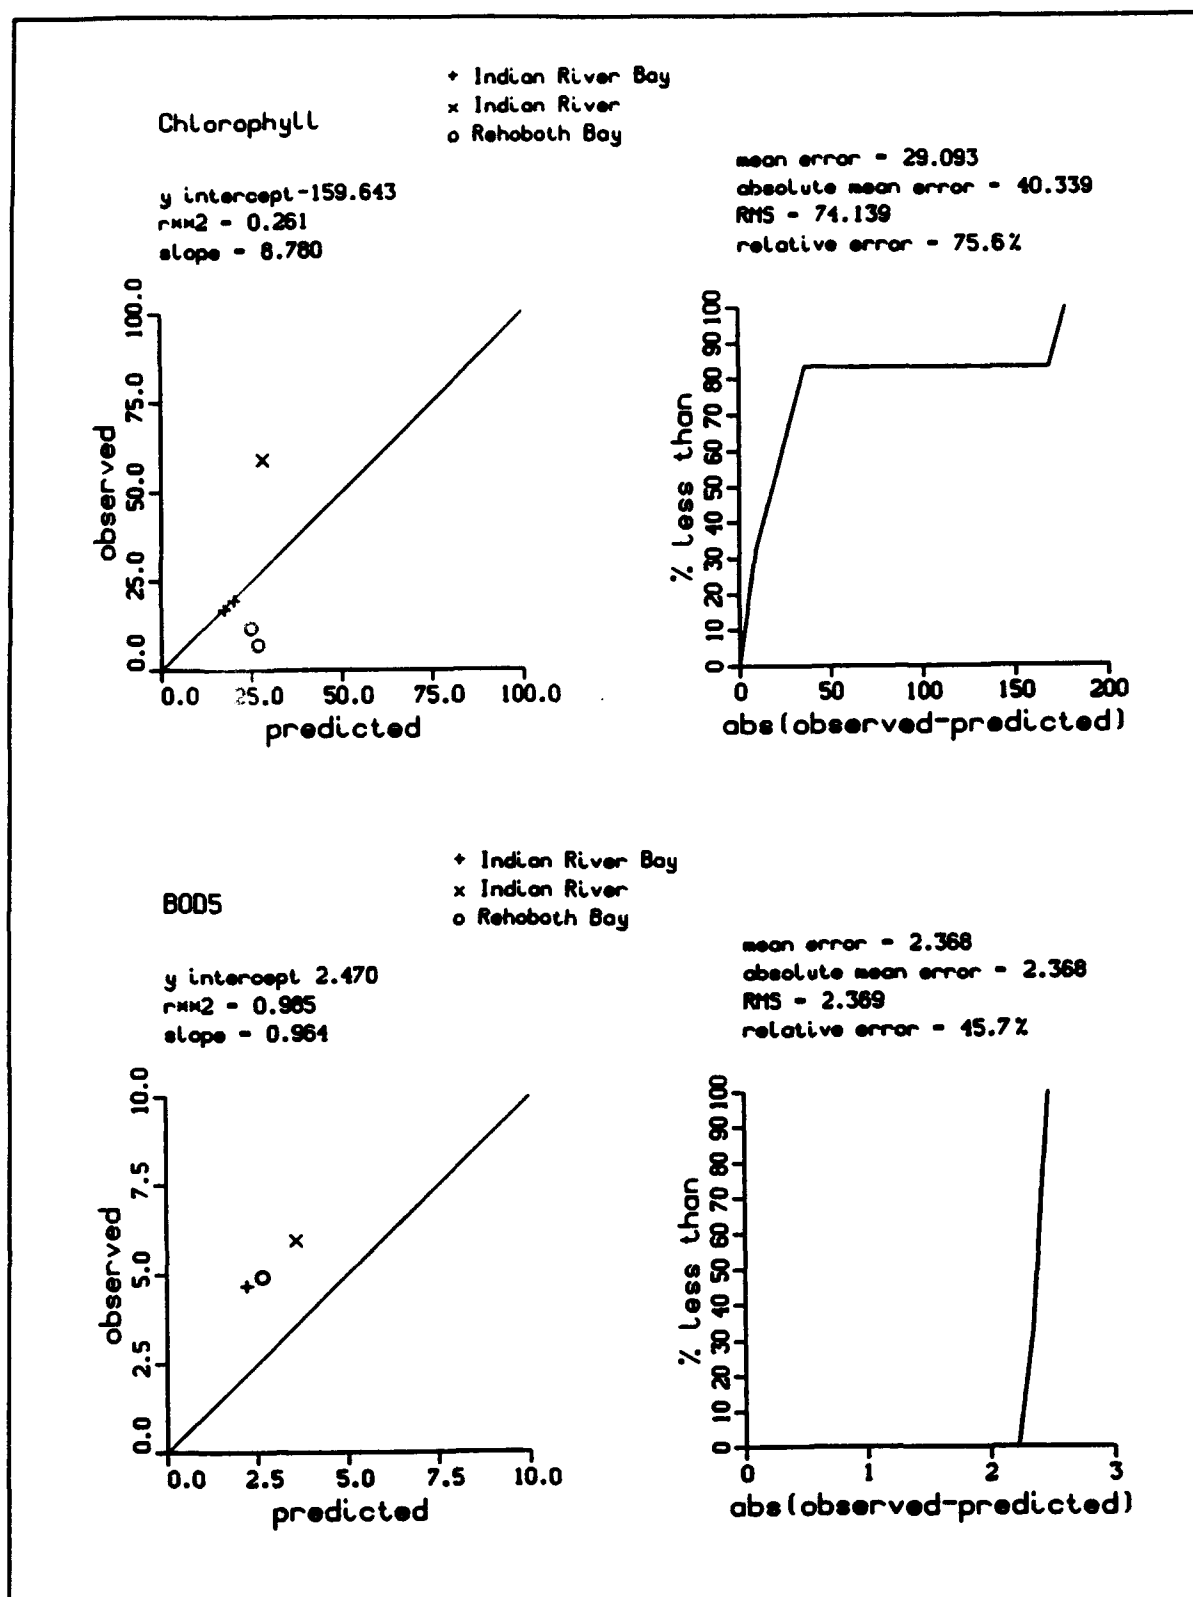 + Indian River Bay
x Indian River
o Rehoboth Bay
Chlorophyll
y intercept-159.643
r**2 = 0.261
slope = 8.780
mean error = 29.093
absolute mean error = 40.339
RMS = 74.139
relative error = 75.6%
observed
100.0
75.0
50.0
25.0
0.0
0.0 25.0 50.0 75.0 100.0
predicted
% less than
100
90
80
70
60
50
40
30
20
10
0
0 50 100 150 200
abs(observed-predicted)
+ Indian River Bay
x Indian River
o Rehoboth Bay
BOD5
y intercept 2.470
r**2 = 0.985
slope = 0.964
mean error = 2.368
absolute mean error = 2.368
RMS = 2.369
relative error = 45.7%
observed
10.0
7.5
5.0
2.5
0.0
0.0 2.5 5.0 7.5 10.0
predicted
% less than
100
90
80
70
60
50
40
30
20
10
0
0 1 2 3
abs(observed-predicted)